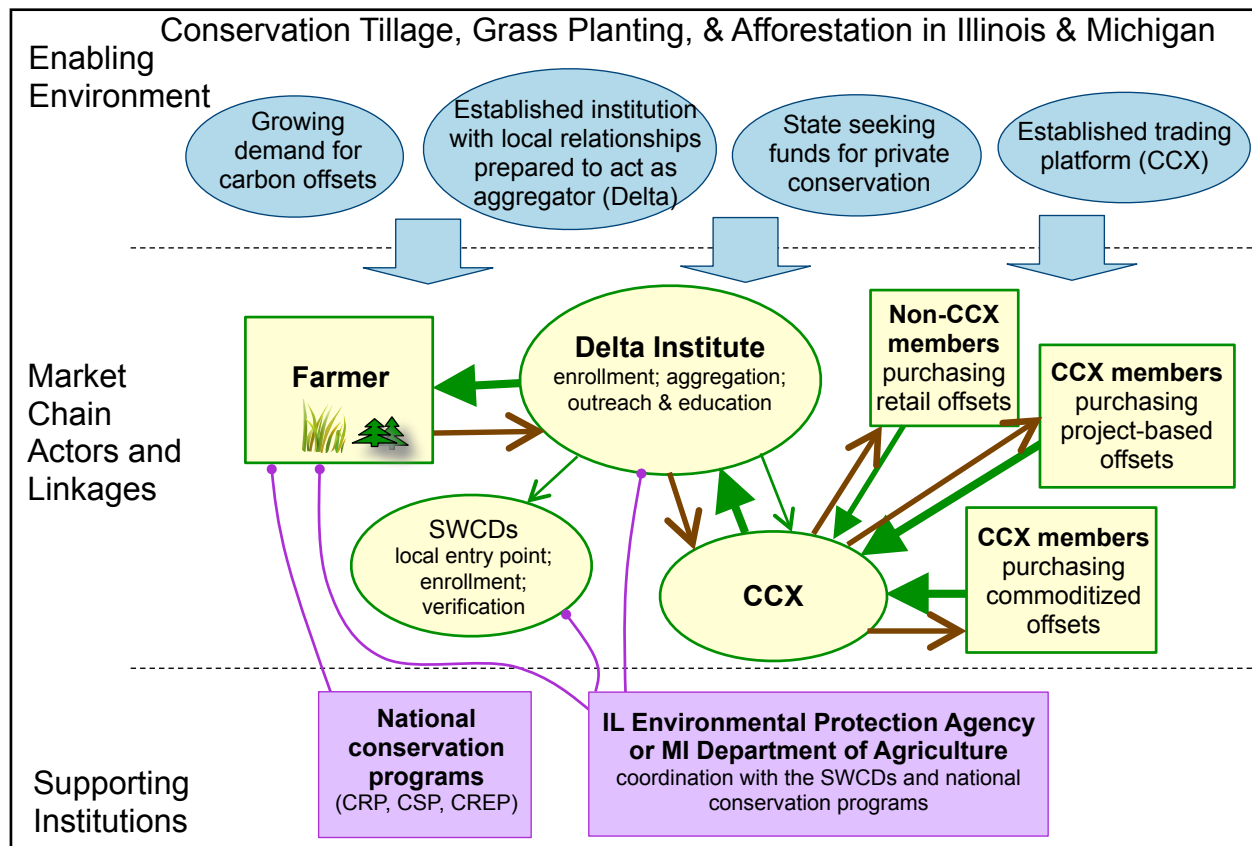 Conservation Tillage, Grass Planting, & Afforestation in Illinois & Michigan
Enabling
Environment
Growing
demand for
carbon offsets
Established institution
with local relationships
prepared to act as
aggregator (Delta)
State seeking
funds for private
conservation
Established trading
platform (CCX)
Market
Chain
Actors and
Linkages
Farmer
Delta Institute
enrollment; aggregation;
outreach & education
Non-CCX
members
purchasing
retail offsets
CCX members
purchasing
project-based
offsets
SWCDs
local entry point;
enrollment;
verification
CCX
CCX members
purchasing
commoditized
offsets
Supporting
Institutions
National
conservation
programs
(CRP, CSP, CREP)
IL Environmental Protection Agency
or MI Department of Agriculture
coordination with the SWCDs and national
conservation programs